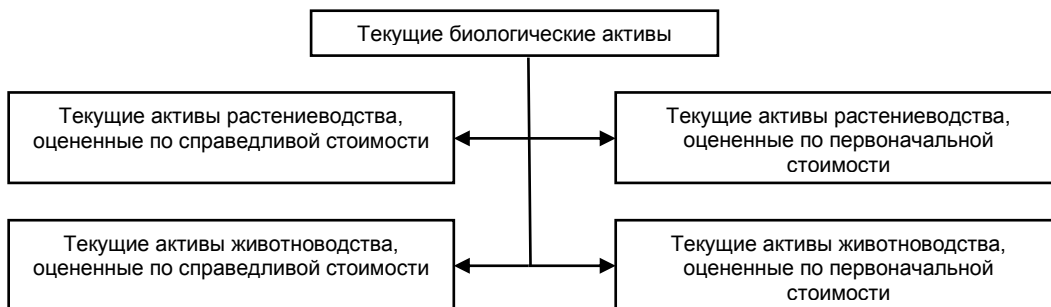 Текущие биологические активы
Текущие активы растениеводства,
оцененные по справедливой стоимости
Текущие активы растениеводства,
оцененные по первоначальной
стоимости
Текущие активы животноводства,
оцененные по справедливой стоимости
Текущие активы животноводства,
оцененные по первоначальной
стоимости